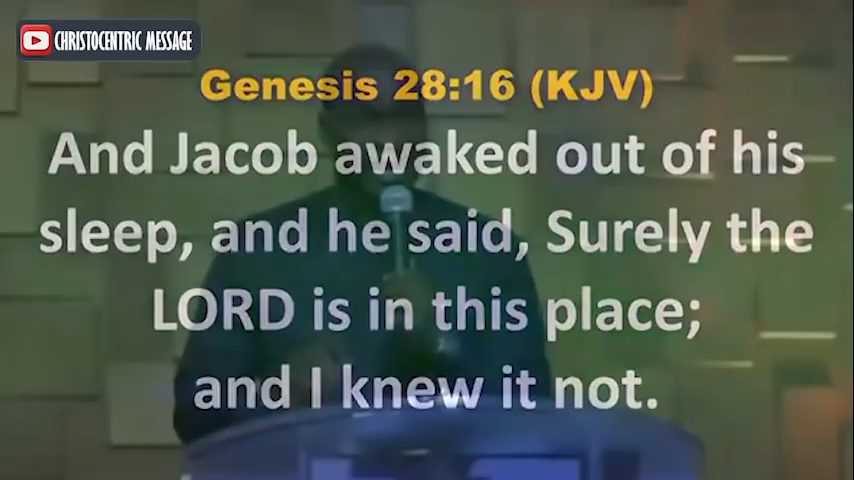 CHRISTOCENTRIC MESSAGE
Genesis 28:16 (KJV)
And Jacob awaked out of his
sleep, and he said, Surely the
LORD is in this place;
and I knew it not.